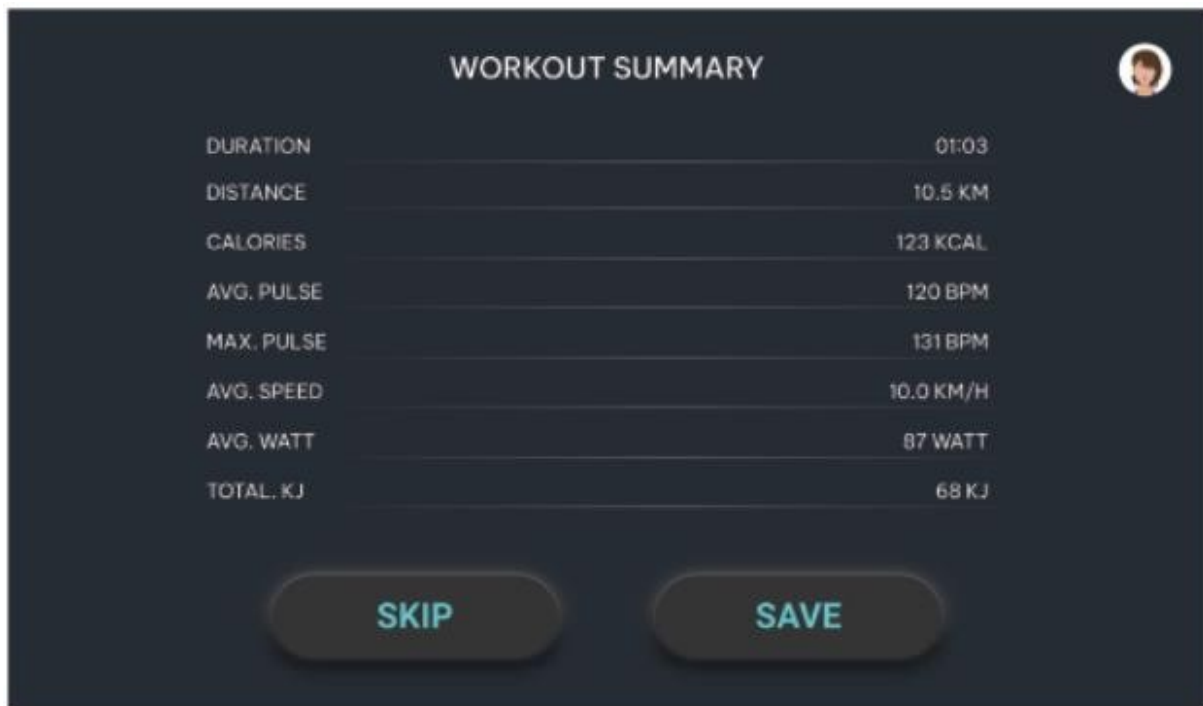 WORKOUT SUMMARY
DURATION 01:03
DISTANCE 10.5 KM
CALORIES 123 KCAL
AVG. PULSE 120 BPM
MAX. PULSE 131 BPM
AVG. SPEED 10.0 KM/H
AVG. WATT 87 WATT
TOTAL. KJ 68 KJ
SKIP SAVE